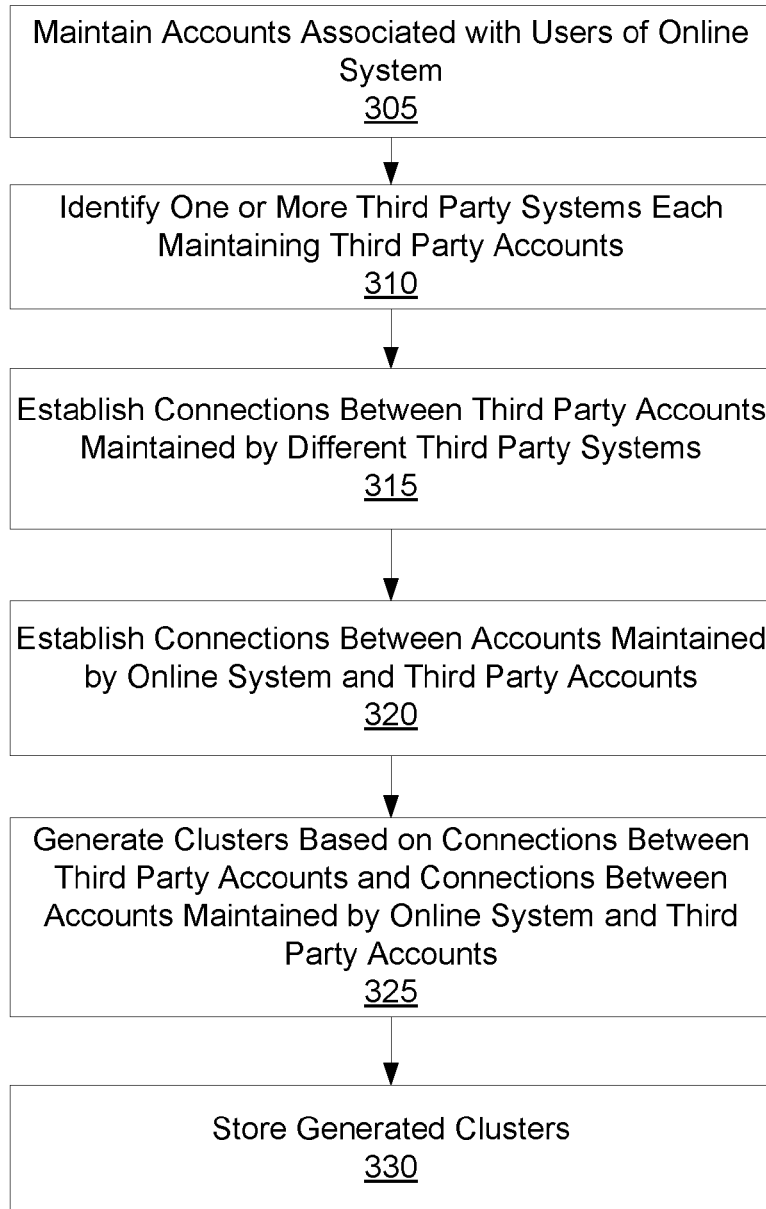 Maintain Accounts Associated with Users of Online
System
305
Identify One or More Third Party Systems Each
Maintaining Third Party Accounts
310
Establish Connections Between Third Party Accounts
Maintained by Different Third Party Systems
315
Establish Connections Between Accounts Maintained
by Online System and Third Party Accounts
320
Generate Clusters Based on Connections Between
Third Party Accounts and Connections Between
Accounts Maintained by Online System and Third
Party Accounts
325
Store Generated Clusters
330